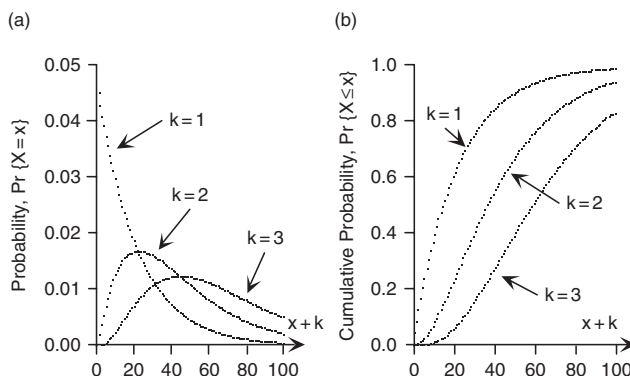 (a)
(b)
Probability, Pr {X = x}
0.05
0.04
0.03
0.02
0.01
0.00
k = 1
k = 2
k = 3
x + k
0 20 40 60 80 100
Cumulative Probability, Pr {X ≤ x}
1.0
0.8
0.6
0.4
0.2
0.0
k = 1
k = 2
k = 3
x + k
0 20 40 60 80 100